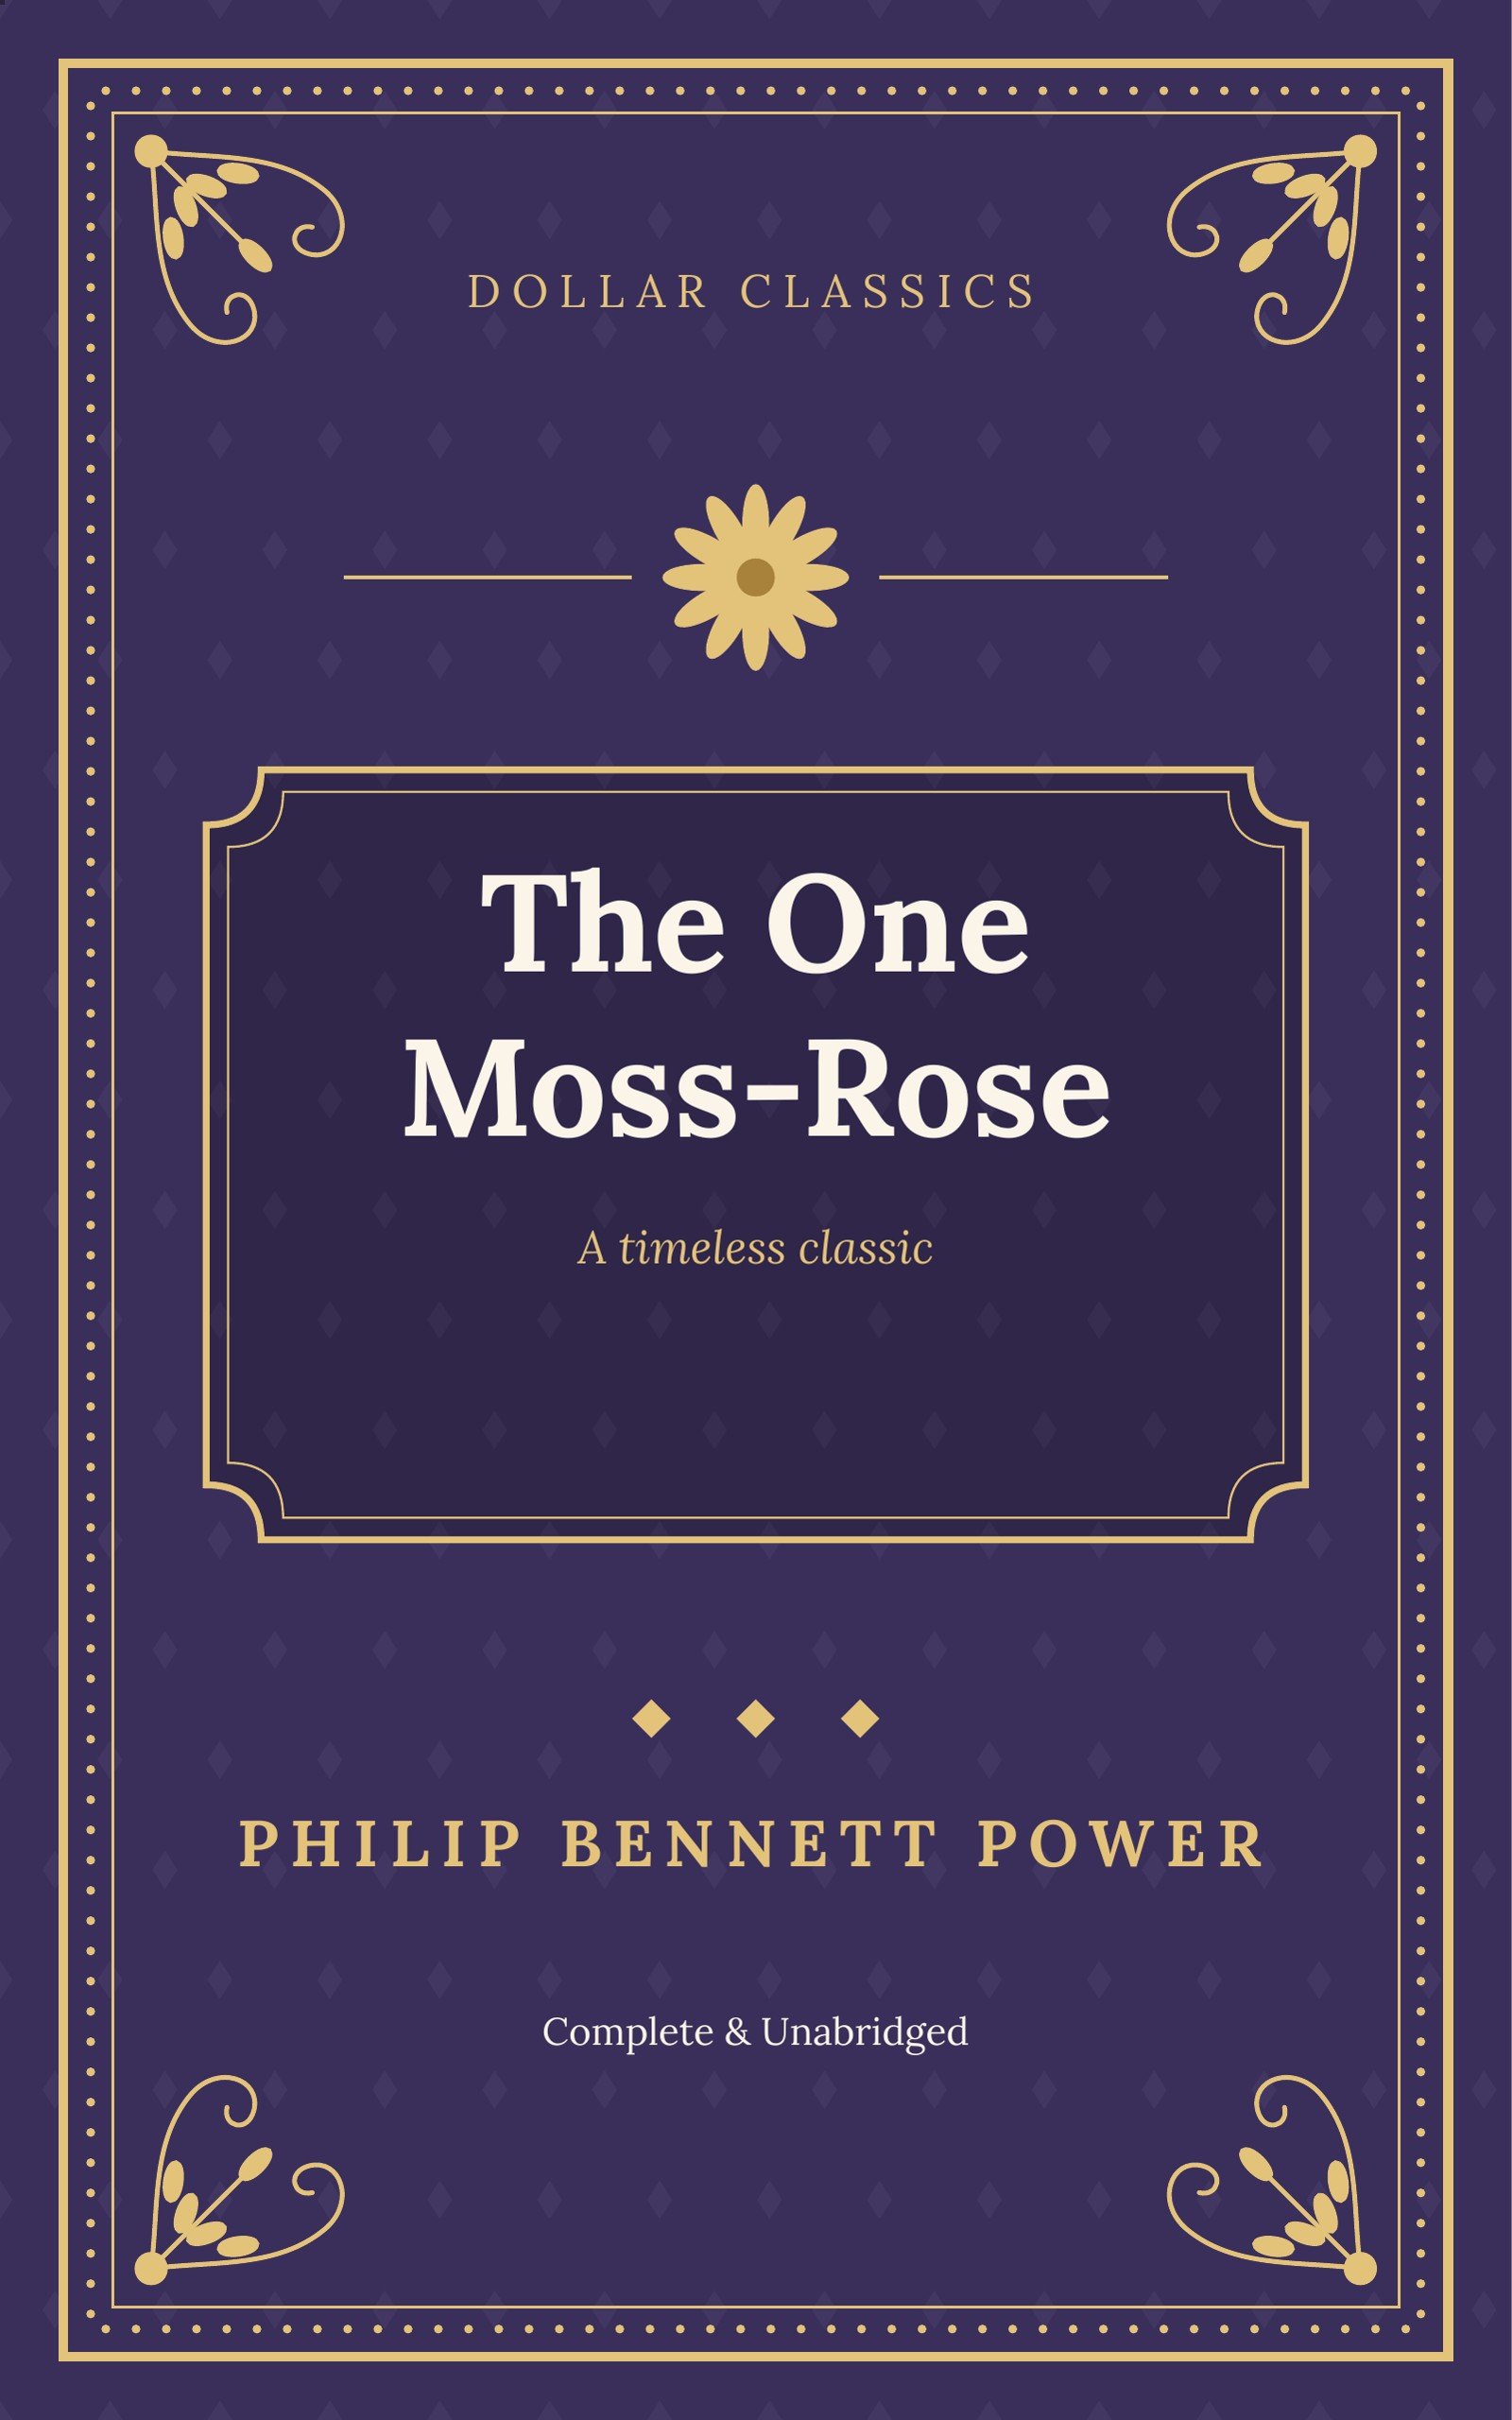 DOLLAR CLASSICS
The One
Moss-Rose
A timeless classic
PHILIP BENNETT POWER
Complete & Unabridged